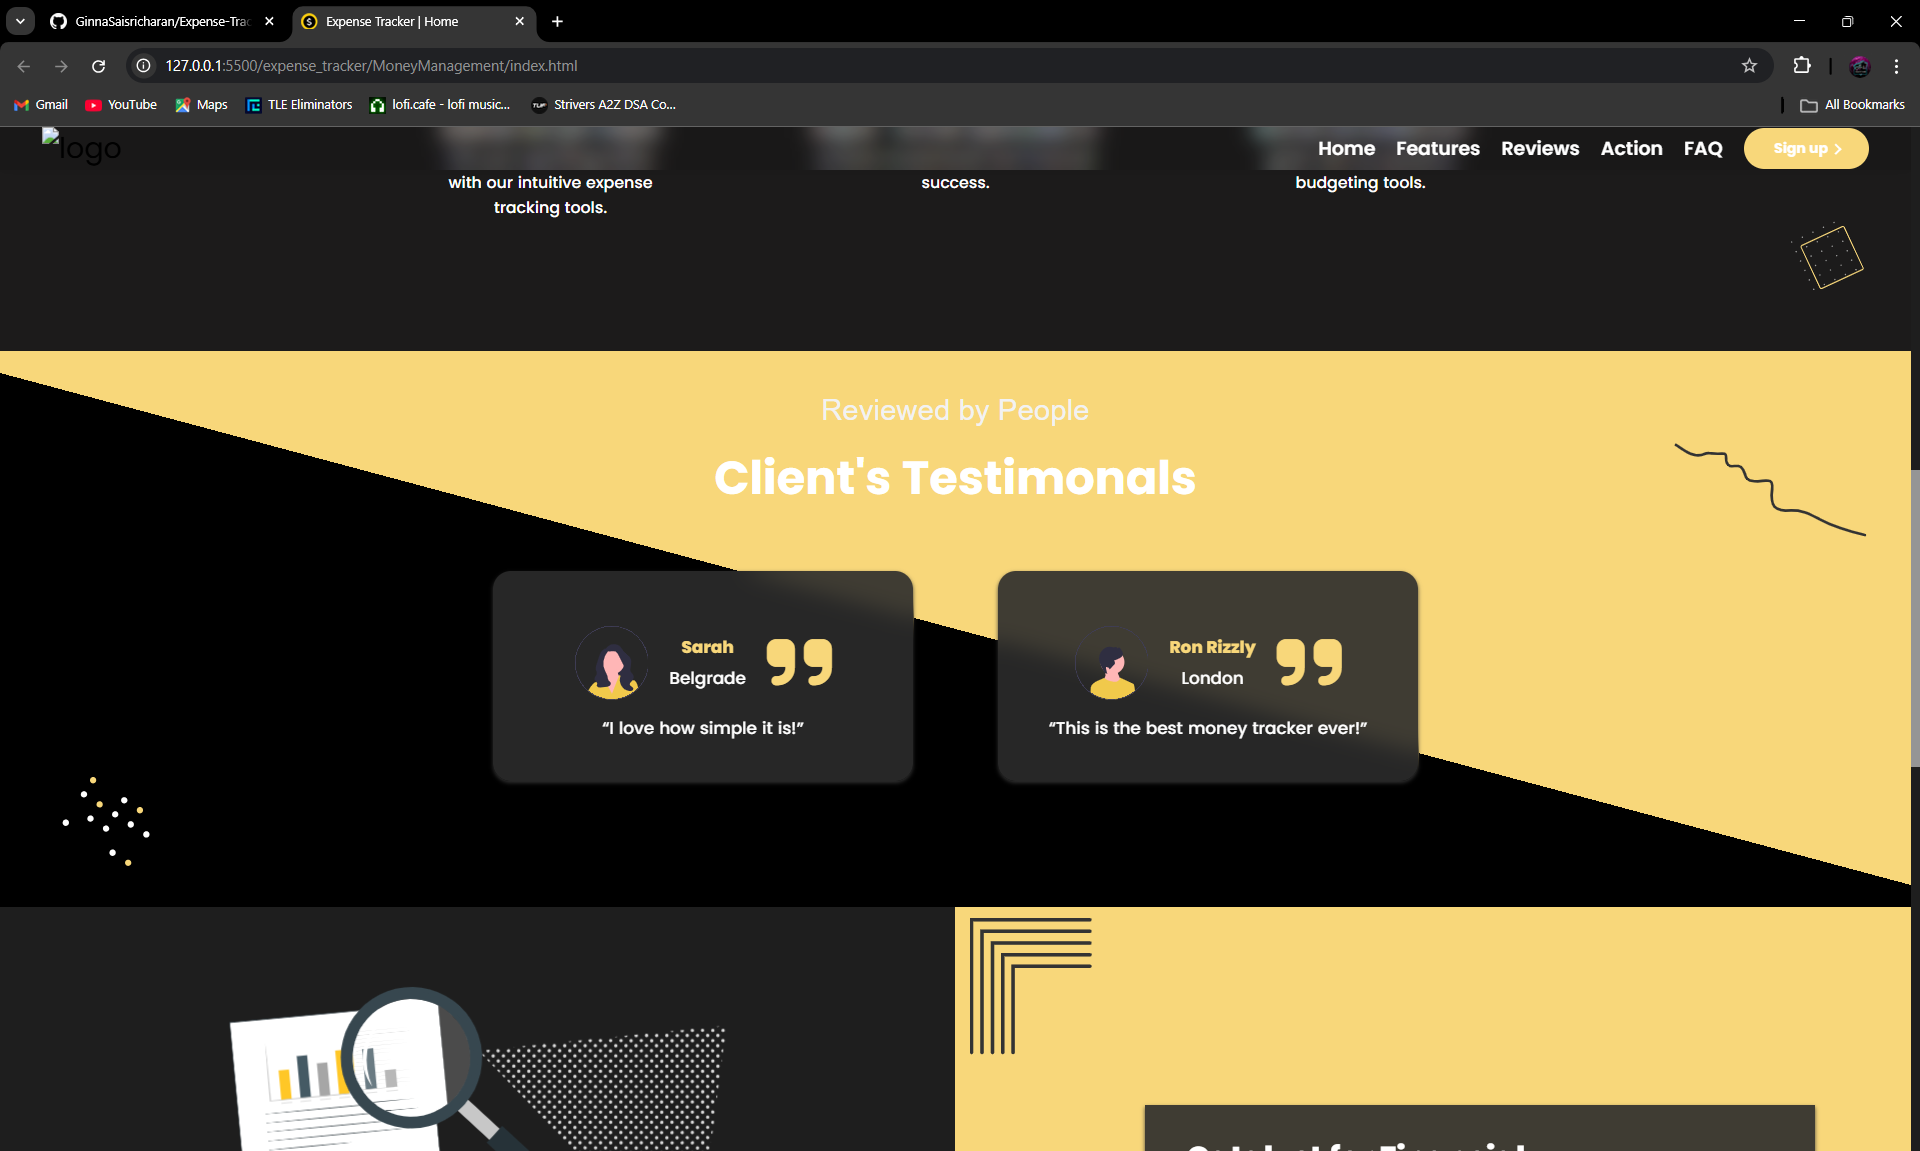 GinnaSaisricharan/Expense-Trac
Expense Tracker | Home
127.0.0.1:5500/expense_tracker/MoneyManagement/index.html
Gmail
YouTube
Maps
TLE Eliminators
lofi.cafe - lofi music...
TUF
Strivers A2Z DSA Co...
All Bookmarks
logo
Home
Features
Reviews
Action
FAQ
Sign up
with our intuitive expense
tracking tools.
success.
budgeting tools.
Reviewed by People
Client's Testimonals
Sarah
Belgrade
“I love how simple it is!”
Ron Rizzly
London
“This is the best money tracker ever!”